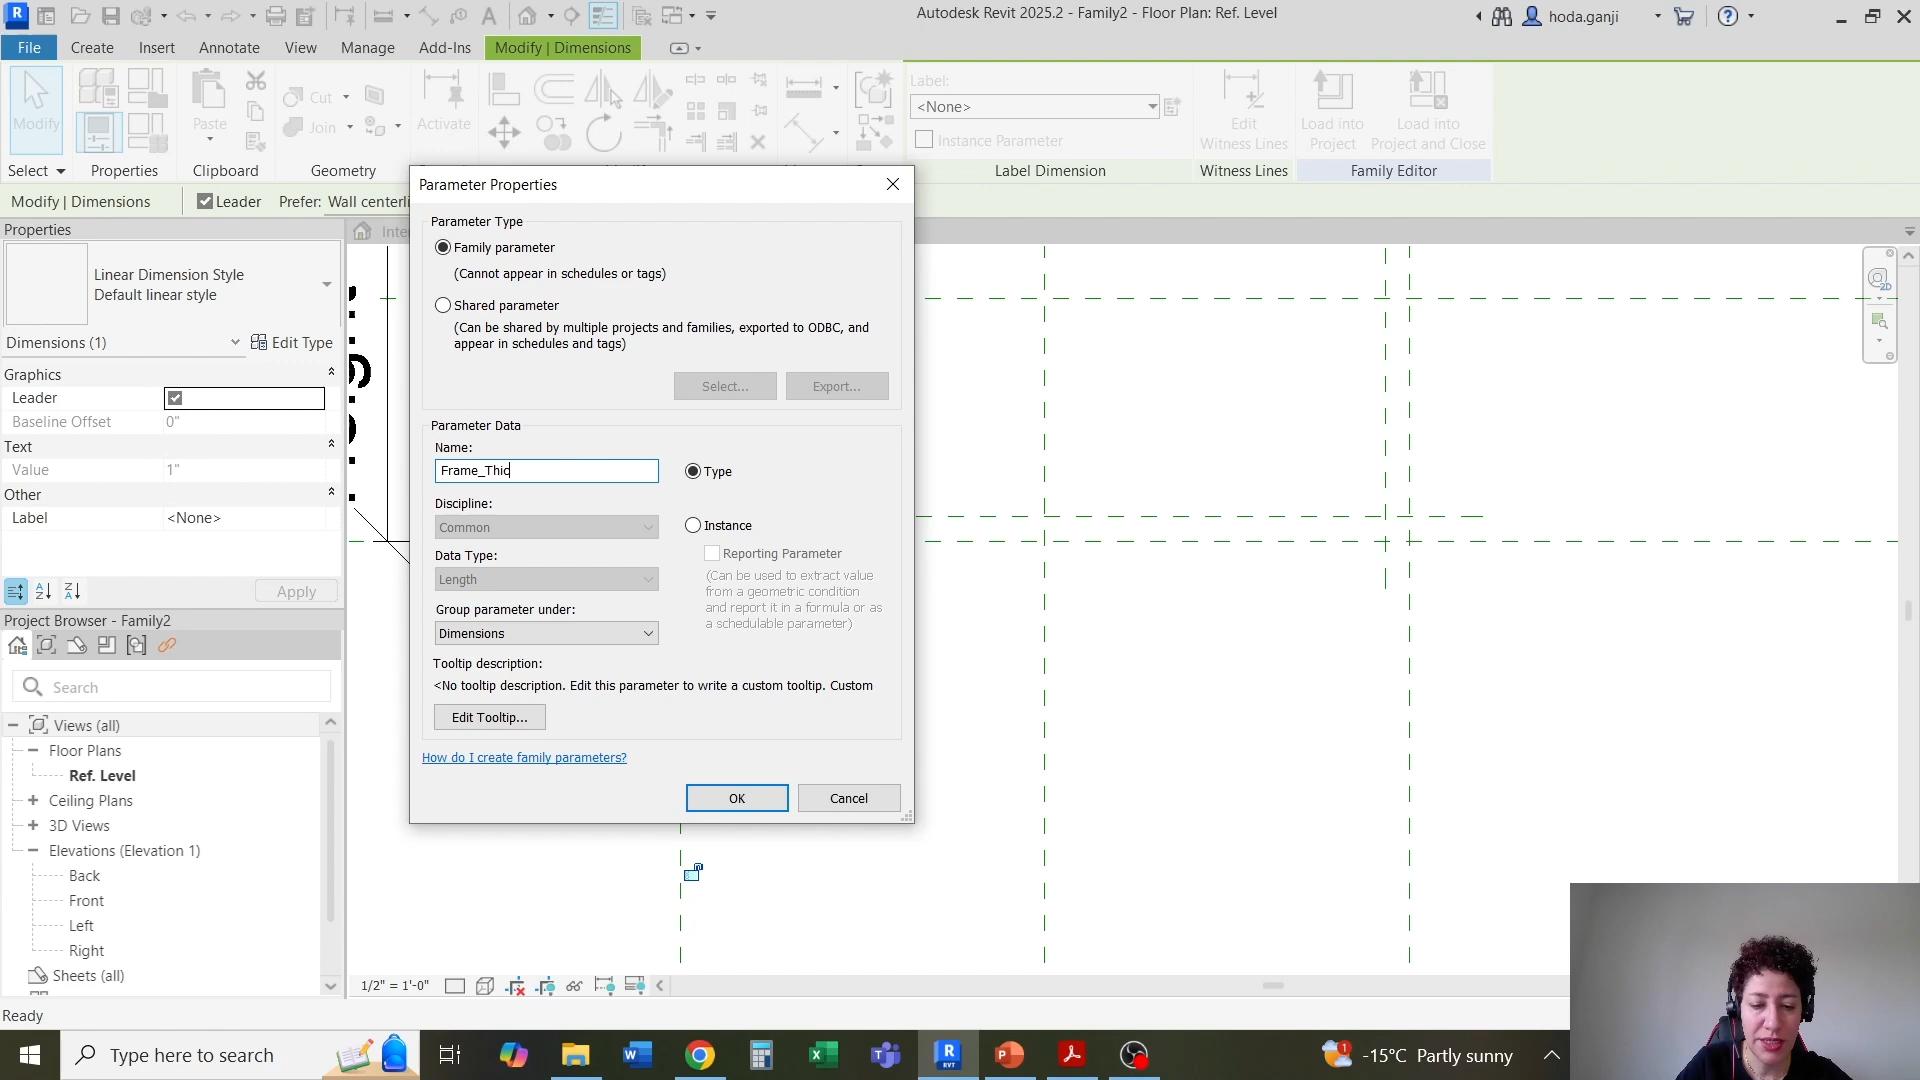 Autodesk Revit 2025.2 - Family2 - Floor Plan: Ref. Level
hoda.ganji
File Create Insert Annotate View Manage Add-Ins Modify | Dimensions
Modify
Paste
Cut
Join
Activate
Label:
<None>
Instance Parameter
Edit
Witness Lines
Load into
Project
Load into
Project and Close
Select Properties Clipboard Geometry Label Dimension Witness Lines Family Editor
Modify | Dimensions Leader Prefer: Wall centerli
Properties
Linear Dimension Style
Default linear style
Dimensions (1) Edit Type
Graphics
Leader
Baseline Offset 0"
Text
Value 1"
Other
Label <None>
Apply
Project Browser - Family2
Search
Views (all)
Floor Plans
Ref. Level
Ceiling Plans
3D Views
Elevations (Elevation 1)
Back
Front
Left
Right
Sheets (all)
Inte
Parameter Properties
Parameter Type
Family parameter
(Cannot appear in schedules or tags)
Shared parameter
(Can be shared by multiple projects and families, exported to ODBC, and
appear in schedules and tags)
Select... Export...
Parameter Data
Name:
Frame_Thic
Type
Discipline:
Common
Instance
Data Type:
Reporting Parameter
Length
(Can be used to extract value
from a geometric condition
and report it in a formula or as
a schedulable parameter)
Group parameter under:
Dimensions
Tooltip description:
<No tooltip description. Edit this parameter to write a custom tooltip. Custom
Edit Tooltip...
How do I create family parameters?
OK Cancel
2D
1/2" = 1'-0"
Ready
Type here to search
-15°C Partly sunny